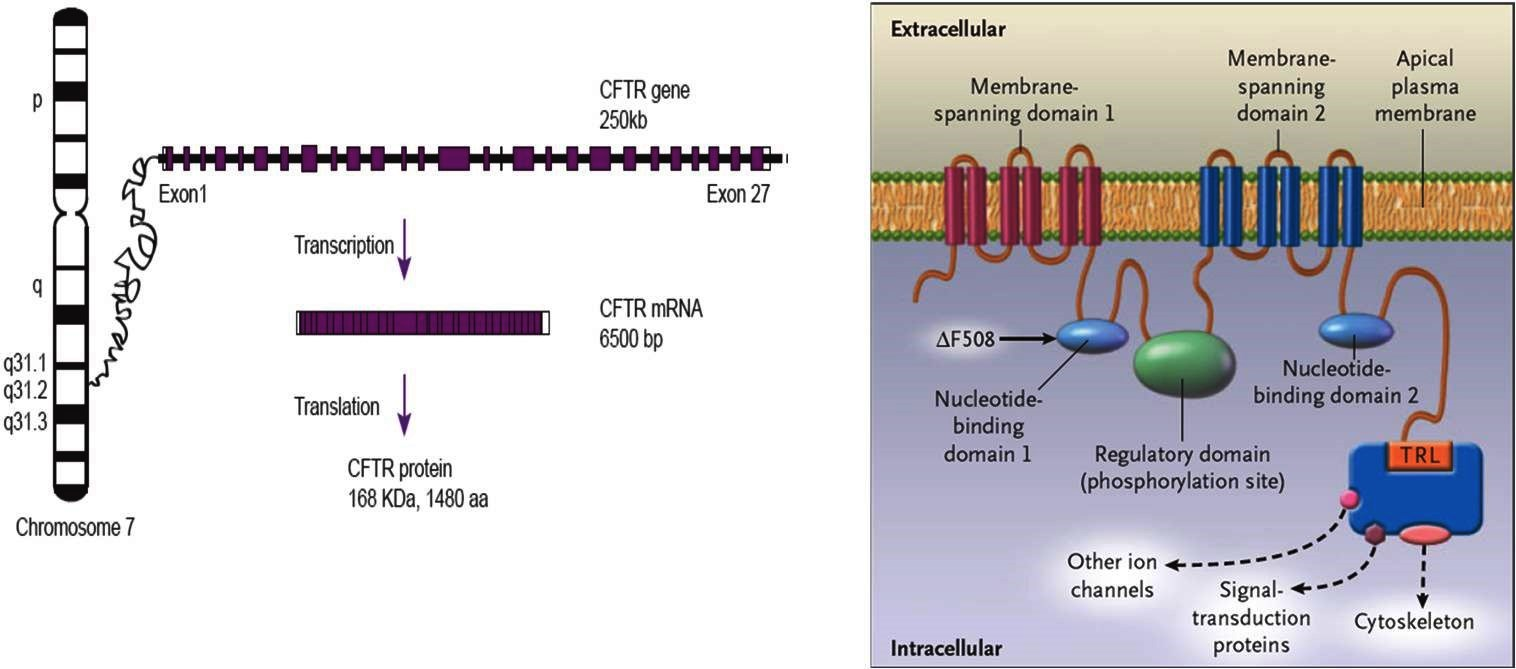 p
q
q31.1
q31.2
q31.3
Chromosome 7
CFTR gene
250kb
Exon1
Exon 27
Transcription
CFTR mRNA
6500 bp
Translation
CFTR protein
168 KDa, 1480 aa
Extracellular
Membrane-
spanning domain 1
Membrane-
spanning
domain 2
Apical
plasma
membrane
ΔF508
Nucleotide-
binding
domain 1
Regulatory domain
(phosphorylation site)
Nucleotide-
binding domain 2
TRL
Other ion
channels
Signal-
transduction
proteins
Cytoskeleton
Intracellular